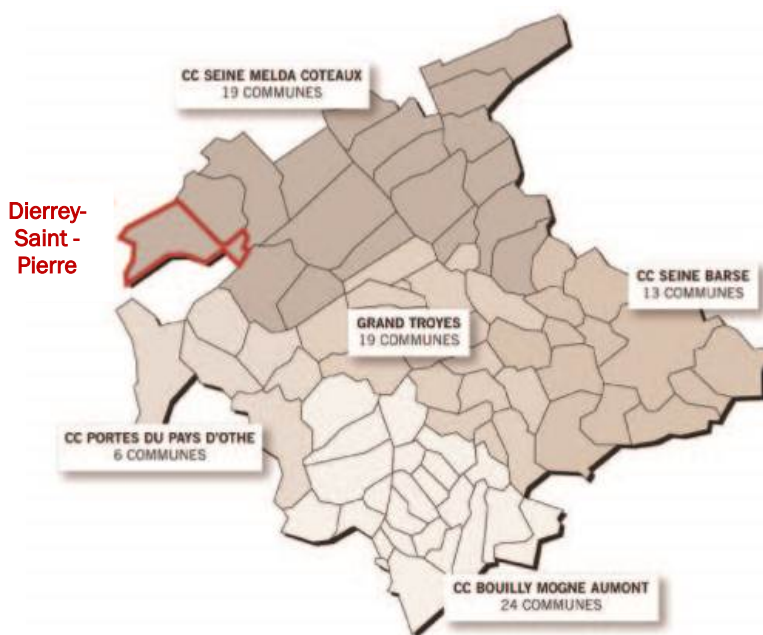 CC SEINE MELDA COTEAUX
19 COMMUNES
Dierrey-
Saint -
Pierre
CC SEINE BARSE
13 COMMUNES
GRAND TROYES
19 COMMUNES
CC PORTES DU PAYS D'OTHE
6 COMMUNES
CC BOUILLY MOGNE AUMONT
24 COMMUNES